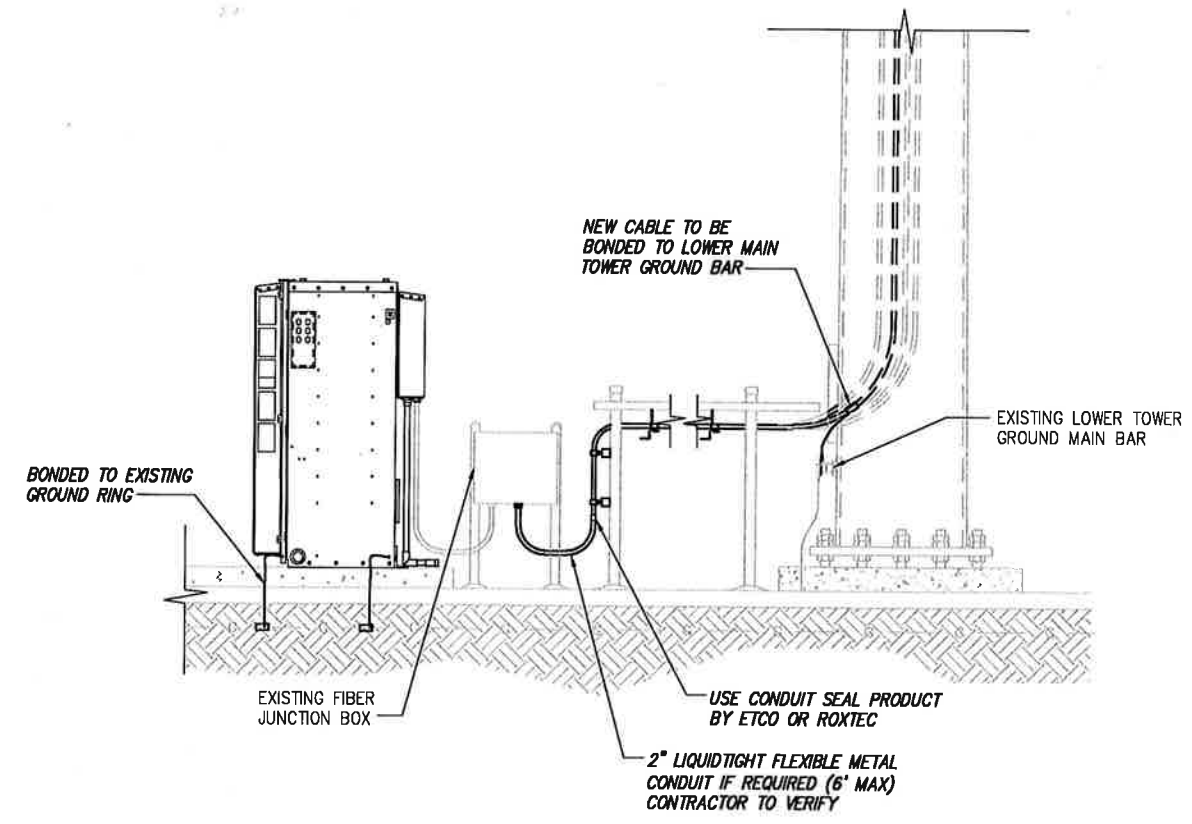 NEW CABLE TO BE
BONDED TO LOWER MAIN
TOWER GROUND BAR
EXISTING LOWER TOWER
GROUND MAIN BAR
BONDED TO EXISTING
GROUND RING
EXISTING FIBER
JUNCTION BOX
USE CONDUIT SEAL PRODUCT
BY ETCO OR ROXTEC
2" LIQUIDTIGHT FLEXIBLE METAL
CONDUIT IF REQUIRED (6' MAX)
CONTRACTOR TO VERIFY